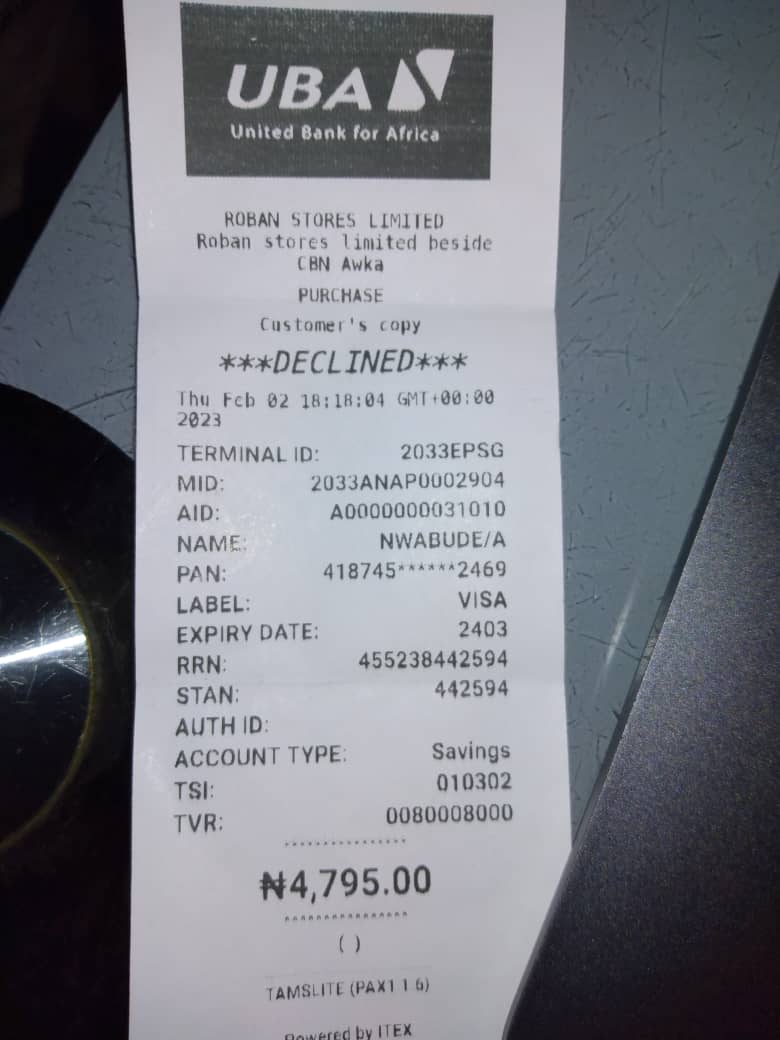 UBA
United Bank for Africa
ROBAN STORES LIMITED
Roban stores limited beside
CBN Awka
PURCHASE
Customer's copy
***DECLINED***
Thu Feb 02 18:18:04 GMT+00:00
2023
TERMINAL ID: 2033EPSG
MID: 2033ANAP0002904
AID: A0000000031010
NAME: NWABUDE/A
PAN: 418745******2469
LABEL: VISA
EXPIRY DATE: 2403
RRN: 455238442594
STAN: 442594
AUTH ID:
ACCOUNT TYPE: Savings
TSI: 010302
TVR: 0080008000
₦4,795.00
( )
TAMSLITE (PAX1 1 6)
Powered by ITEX